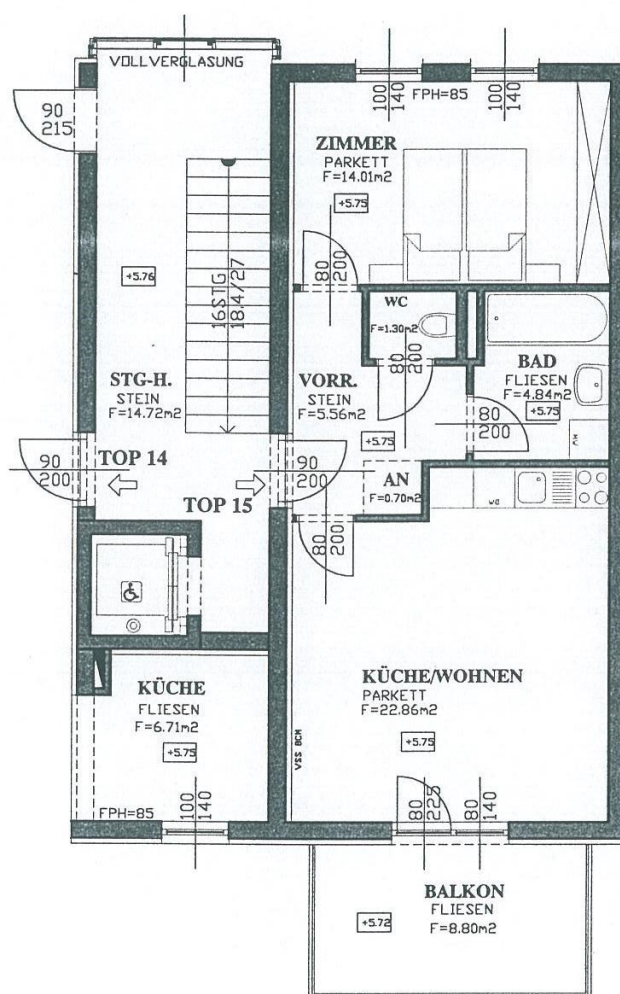 VOLLVERGLASUNG
90
215
100
140
FPH=85
100
140
ZIMMER
PARKETT
F=14.01m2
+5.75
80
200
+5.76
16STG
18.4/27
WC
F=1.30m2
80
200
BAD
FLIESEN
F=4.84m2
+5.75
STG-H.
STEIN
F=14.72m2
VORR.
STEIN
F=5.56m2
+5.75
80
200
90
200
TOP 14
TOP 15
90
200
AN
F=0.70m2
80
200
KÜCHE
FLIESEN
F=6.71m2
+5.75
KÜCHE/WOHNEN
PARKETT
F=22.86m2
+5.75
VSS 8CM
FPH=85
100
140
80
225
80
140
BALKON
FLIESEN
F=8.80m2
+5.72